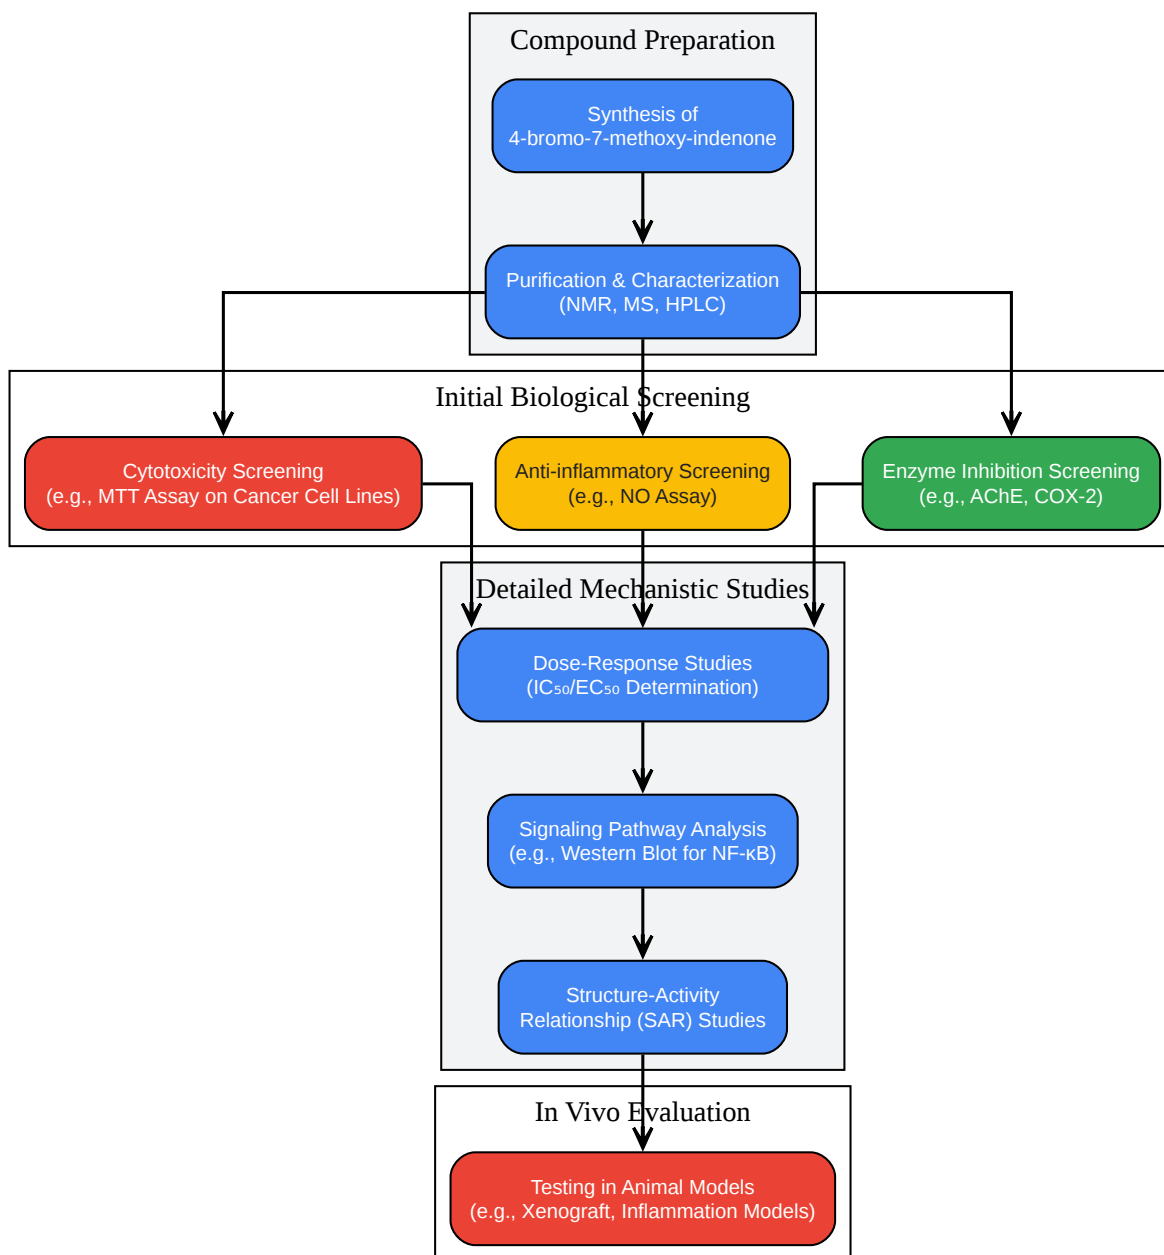 Compound Preparation
Synthesis of
4-bromo-7-methoxy-indenone
Purification & Characterization
(NMR, MS, HPLC)
Initial Biological Screening
Cytotoxicity Screening
(e.g., MTT Assay on Cancer Cell Lines)
Anti-inflammatory Screening
(e.g., NO Assay)
Enzyme Inhibition Screening
(e.g., AChE, COX-2)
Detailed Mechanistic Studies
Dose-Response Studies
(IC₅₀/EC₅₀ Determination)
Signaling Pathway Analysis
(e.g., Western Blot for NF-κB)
Structure-Activity
Relationship (SAR) Studies
In Vivo Evaluation
Testing in Animal Models
(e.g., Xenograft, Inflammation Models)